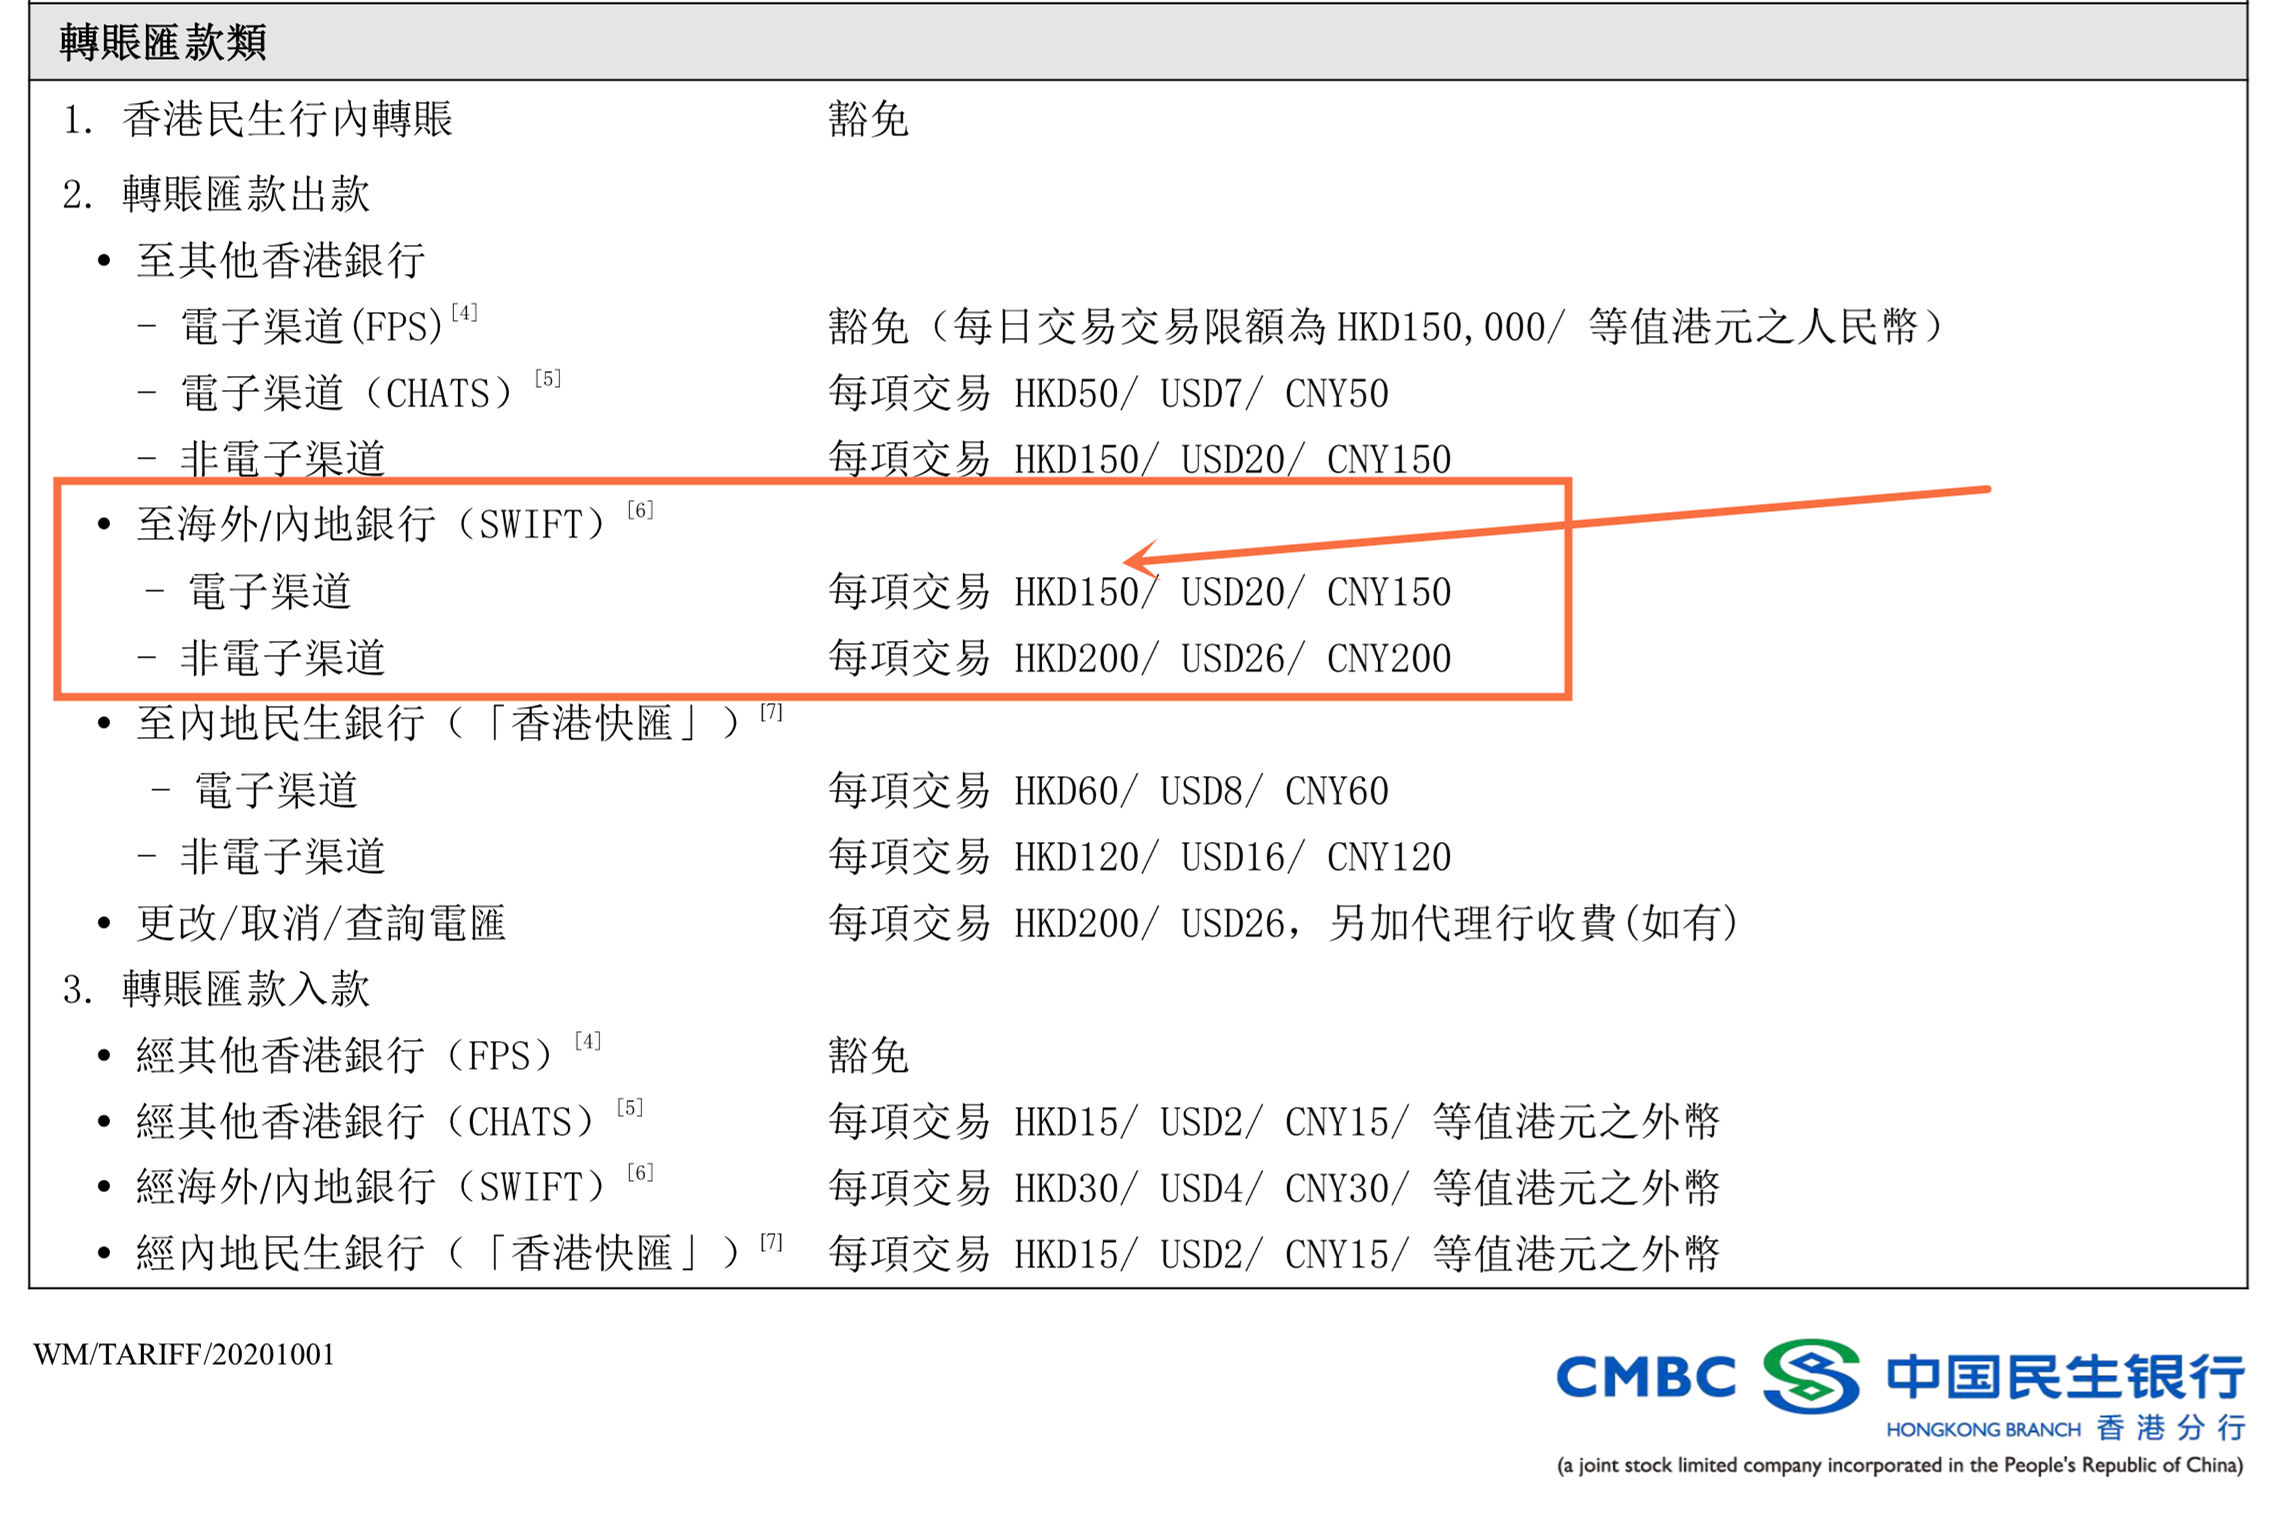 轉賬匯款類
1. 香港民生行內轉賬 豁免
2. 轉賬匯款出款
• 至其他香港銀行
- 電子渠道(FPS)[4] 豁免（每日交易交易限額為HKD150,000/ 等值港元之人民幣）
- 電子渠道（CHATS）[5] 每項交易 HKD50/ USD7/ CNY50
- 非電子渠道 每項交易 HKD150/ USD20/ CNY150
• 至海外/內地銀行（SWIFT）[6]
- 電子渠道 每項交易 HKD150/ USD20/ CNY150
- 非電子渠道 每項交易 HKD200/ USD26/ CNY200
• 至內地民生銀行（「香港快匯」）[7]
- 電子渠道 每項交易 HKD60/ USD8/ CNY60
- 非電子渠道 每項交易 HKD120/ USD16/ CNY120
• 更改/取消/查詢電匯 每項交易 HKD200/ USD26，另加代理行收費(如有)
3. 轉賬匯款入款
• 經其他香港銀行（FPS）[4] 豁免
• 經其他香港銀行（CHATS）[5] 每項交易 HKD15/ USD2/ CNY15/ 等值港元之外幣
• 經海外/內地銀行（SWIFT）[6] 每項交易 HKD30/ USD4/ CNY30/ 等值港元之外幣
• 經內地民生銀行（「香港快匯」）[7] 每項交易 HKD15/ USD2/ CNY15/ 等值港元之外幣
WM/TARIFF/20201001
CMBC 中国民生银行
HONGKONG BRANCH 香港分行
(a joint stock limited company incorporated in the People's Republic of China)